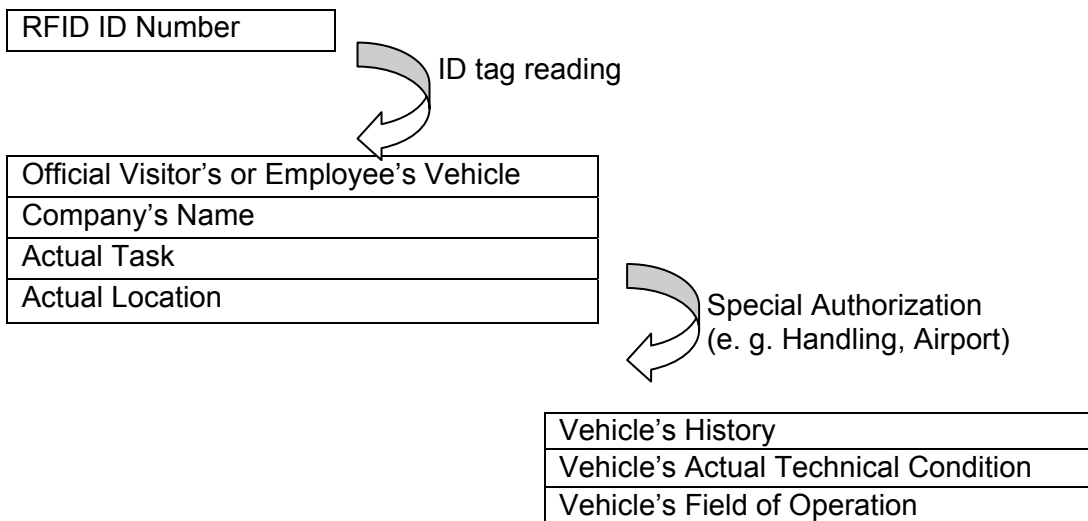 RFID ID Number
ID tag reading
Official Visitor’s or Employee’s Vehicle
Company’s Name
Actual Task
Actual Location
Special Authorization
(e. g. Handling, Airport)
Vehicle’s History
Vehicle’s Actual Technical Condition
Vehicle’s Field of Operation